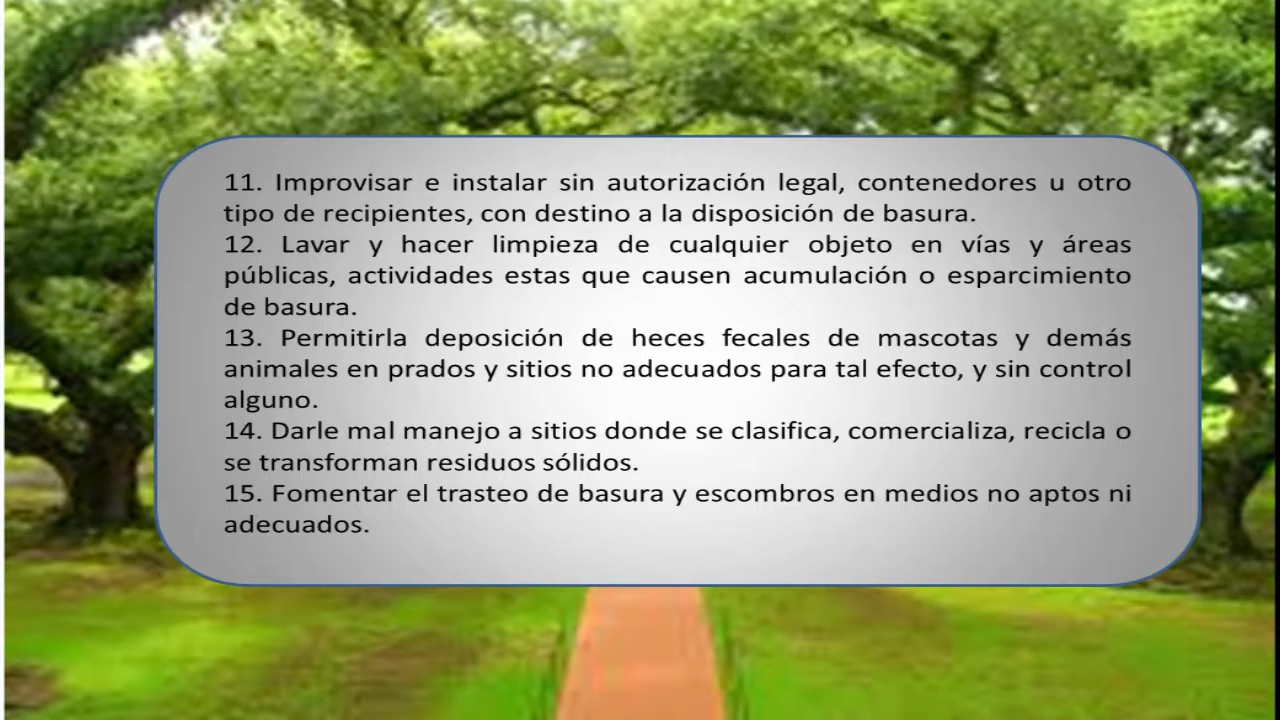 11. Improvisar e instalar sin autorización legal, contenedores u otro
tipo de recipientes, con destino a la disposición de basura.
12. Lavar y hacer limpieza de cualquier objeto en vías y áreas
públicas, actividades estas que causen acumulación o esparcimiento
de basura.
13. Permitirla deposición de heces fecales de mascotas y demás
animales en prados y sitios no adecuados para tal efecto, y sin control
alguno.
14. Darle mal manejo a sitios donde se clasifica, comercializa, recicla o
se transforman residuos sólidos.
15. Fomentar el trasteo de basura y escombros en medios no aptos ni
adecuados.